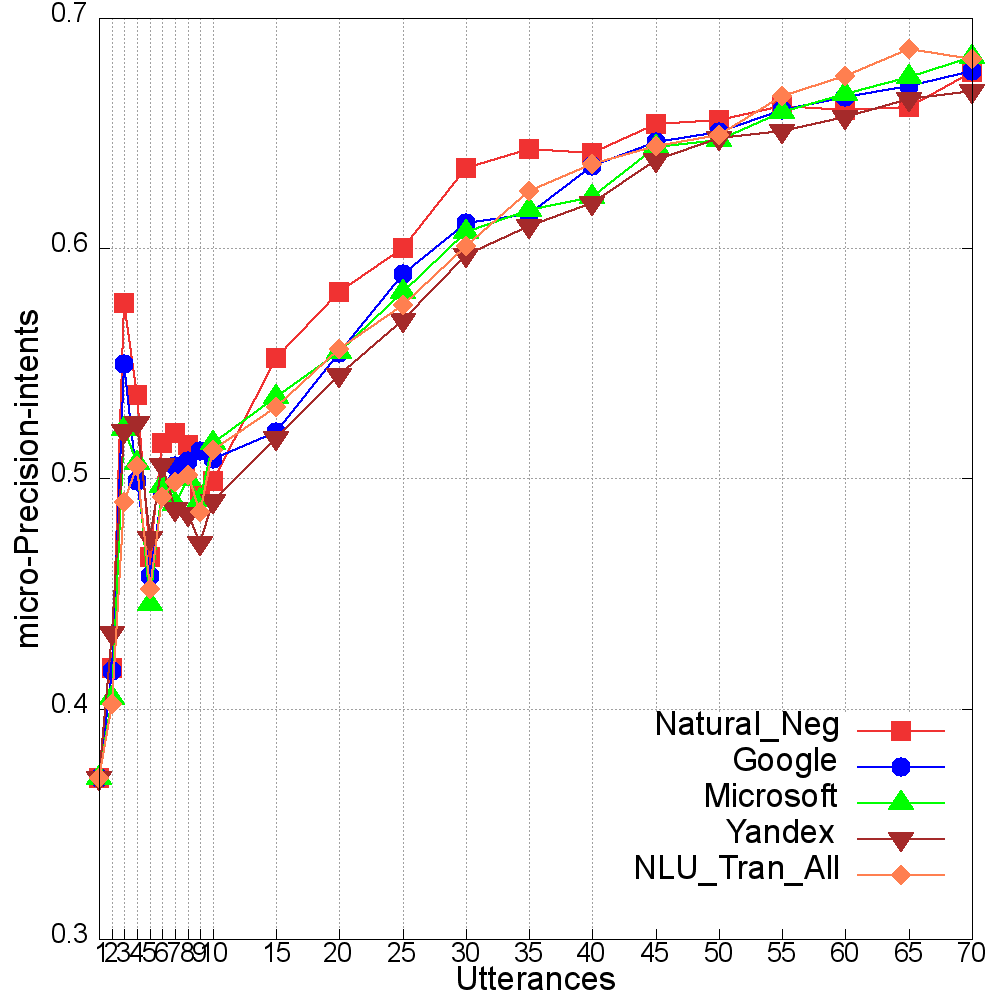 0.7
0.6
0.5
0.4
0.3
micro-Precision-intents
Natural_Neg
Google
Microsoft
Yandex
NLU_Tran_All
1 2 3 4 5 6 7 8 9 10 15 20 25 30 35 40 45 50 55 60 65 70
Utterances